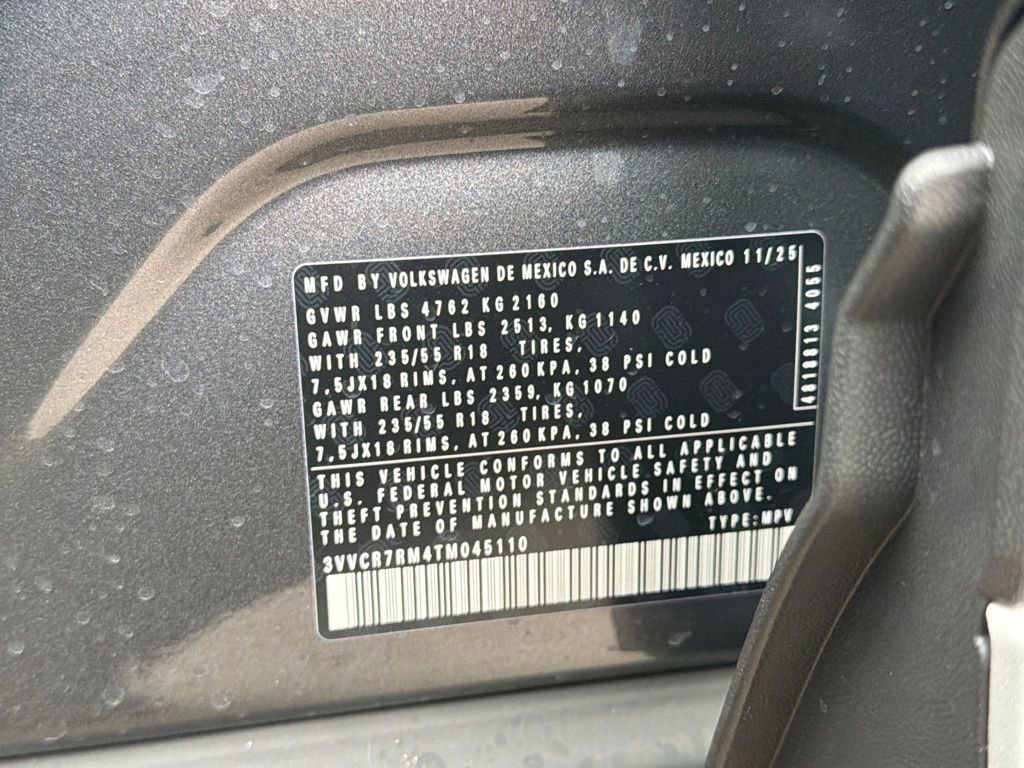 MFD BY VOLKSWAGEN DE MEXICO S.A. DE C.V. MEXICO 11/25
GVWR LBS 4762 KG 2160
GAWR FRONT LBS 2513, KG 1140
WITH 235/55 R18 TIRES,
7,5JX18 RIMS, AT 260 KPA, 38 PSI COLD
GAWR REAR LBS 2359, KG 1070
WITH 235/55 R18 TIRES,
7,5JX18 RIMS, AT 260 KPA, 38 PSI COLD
4818813 4055
THIS VEHICLE CONFORMS TO ALL APPLICABLE
U.S. FEDERAL MOTOR VEHICLE SAFETY AND
THEFT PREVENTION STANDARDS IN EFFECT ON
THE DATE OF MANUFACTURE SHOWN ABOVE.
TYPE:MPV
3VVCR7RM4TM045110